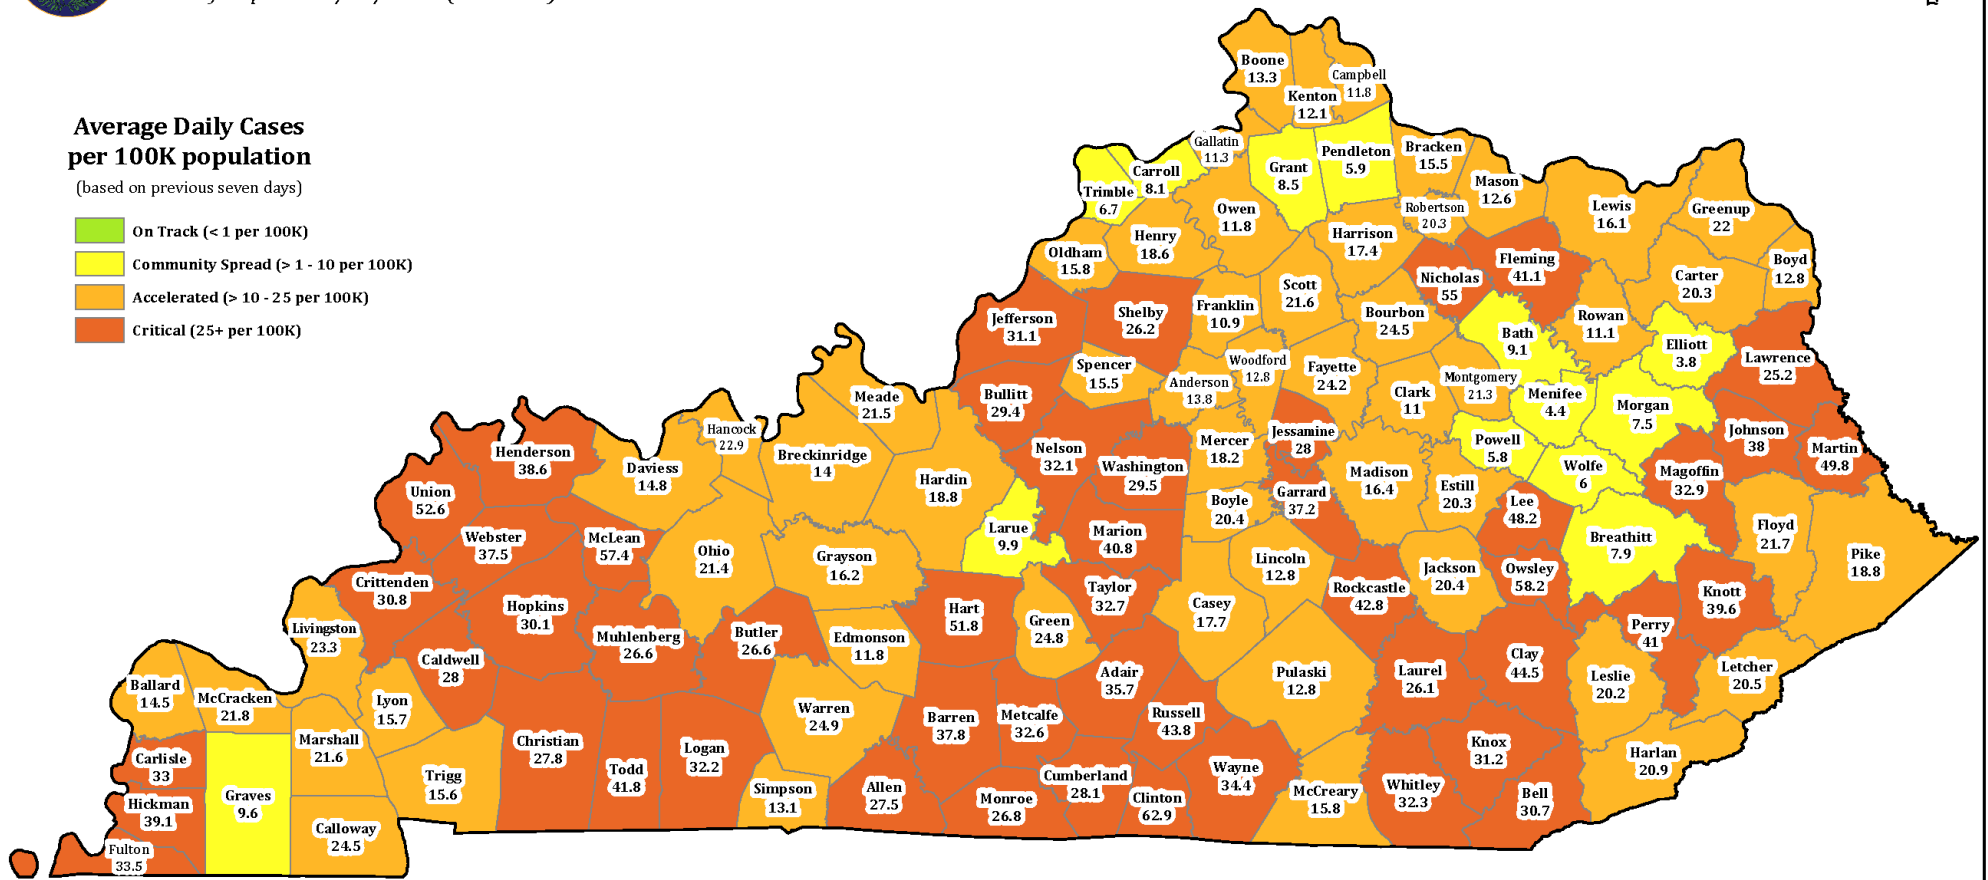 Average Daily Cases
per 100K population
(based on previous seven days)
On Track (< 1 per 100K)
Community Spread (> 1 - 10 per 100K)
Accelerated (> 10 - 25 per 100K)
Critical (25+ per 100K)
Boone
13.3
Kenton
12.1
Campbell
11.8
Gallatin
11.3
Carroll
8.1
Trimble
6.7
Grant
8.5
Pendleton
5.9
Bracken
15.5
Mason
12.6
Robertson
20.3
Lewis
16.1
Greenup
22
Boyd
12.8
Carter
20.3
Oldham
15.8
Henry
18.6
Owen
11.8
Harrison
17.4
Nicholas
55
Fleming
41.1
Rowan
11.1
Elliott
3.8
Lawrence
25.2
Jefferson
31.1
Shelby
26.2
Franklin
10.9
Scott
21.6
Bourbon
24.5
Bath
9.1
Spencer
15.5
Anderson
13.8
Woodford
12.8
Fayette
24.2
Clark
11
Montgomery
21.3
Menifee
4.4
Morgan
7.5
Johnson
38
Martin
49.8
Bullitt
29.4
Nelson
32.1
Washington
29.5
Mercer
18.2
Jessamine
28
Madison
16.4
Powell
5.8
Wolfe
6
Magoffin
32.9
Floyd
21.7
Pike
18.8
Meade
21.5
Breckinridge
14
Hancock
22.9
Daviess
14.8
Henderson
38.6
Union
52.6
Webster
37.5
McLean
57.4
Ohio
21.4
Grayson
16.2
Hardin
18.8
Larue
9.9
Marion
40.8
Boyle
20.4
Garrard
37.2
Estill
20.3
Lee
48.2
Breathitt
7.9
Lincoln
12.8
Rockcastle
42.8
Jackson
20.4
Owsley
58.2
Perry
41
Knott
39.6
Crittenden
30.8
Livingston
23.3
Hopkins
30.1
Muhlenberg
26.6
Butler
26.6
Edmonson
11.8
Hart
51.8
Green
24.8
Taylor
32.7
Casey
17.7
Pulaski
12.8
Laurel
26.1
Clay
44.5
Leslie
20.2
Letcher
20.5
Ballard
14.5
McCracken
21.8
Lyon
15.7
Caldwell
28
Warren
24.9
Barren
37.8
Metcalfe
32.6
Adair
35.7
Russell
43.8
Carlisle
33
Marshall
21.6
Trigg
15.6
Christian
27.8
Todd
41.8
Logan
32.2
Simpson
13.1
Allen
27.5
Monroe
26.8
Cumberland
28.1
Clinton
62.9
Wayne
34.4
McCreary
15.8
Whitley
32.3
Knox
31.2
Bell
30.7
Harlan
20.9
Hickman
39.1
Graves
9.6
Calloway
24.5
Fulton
33.5